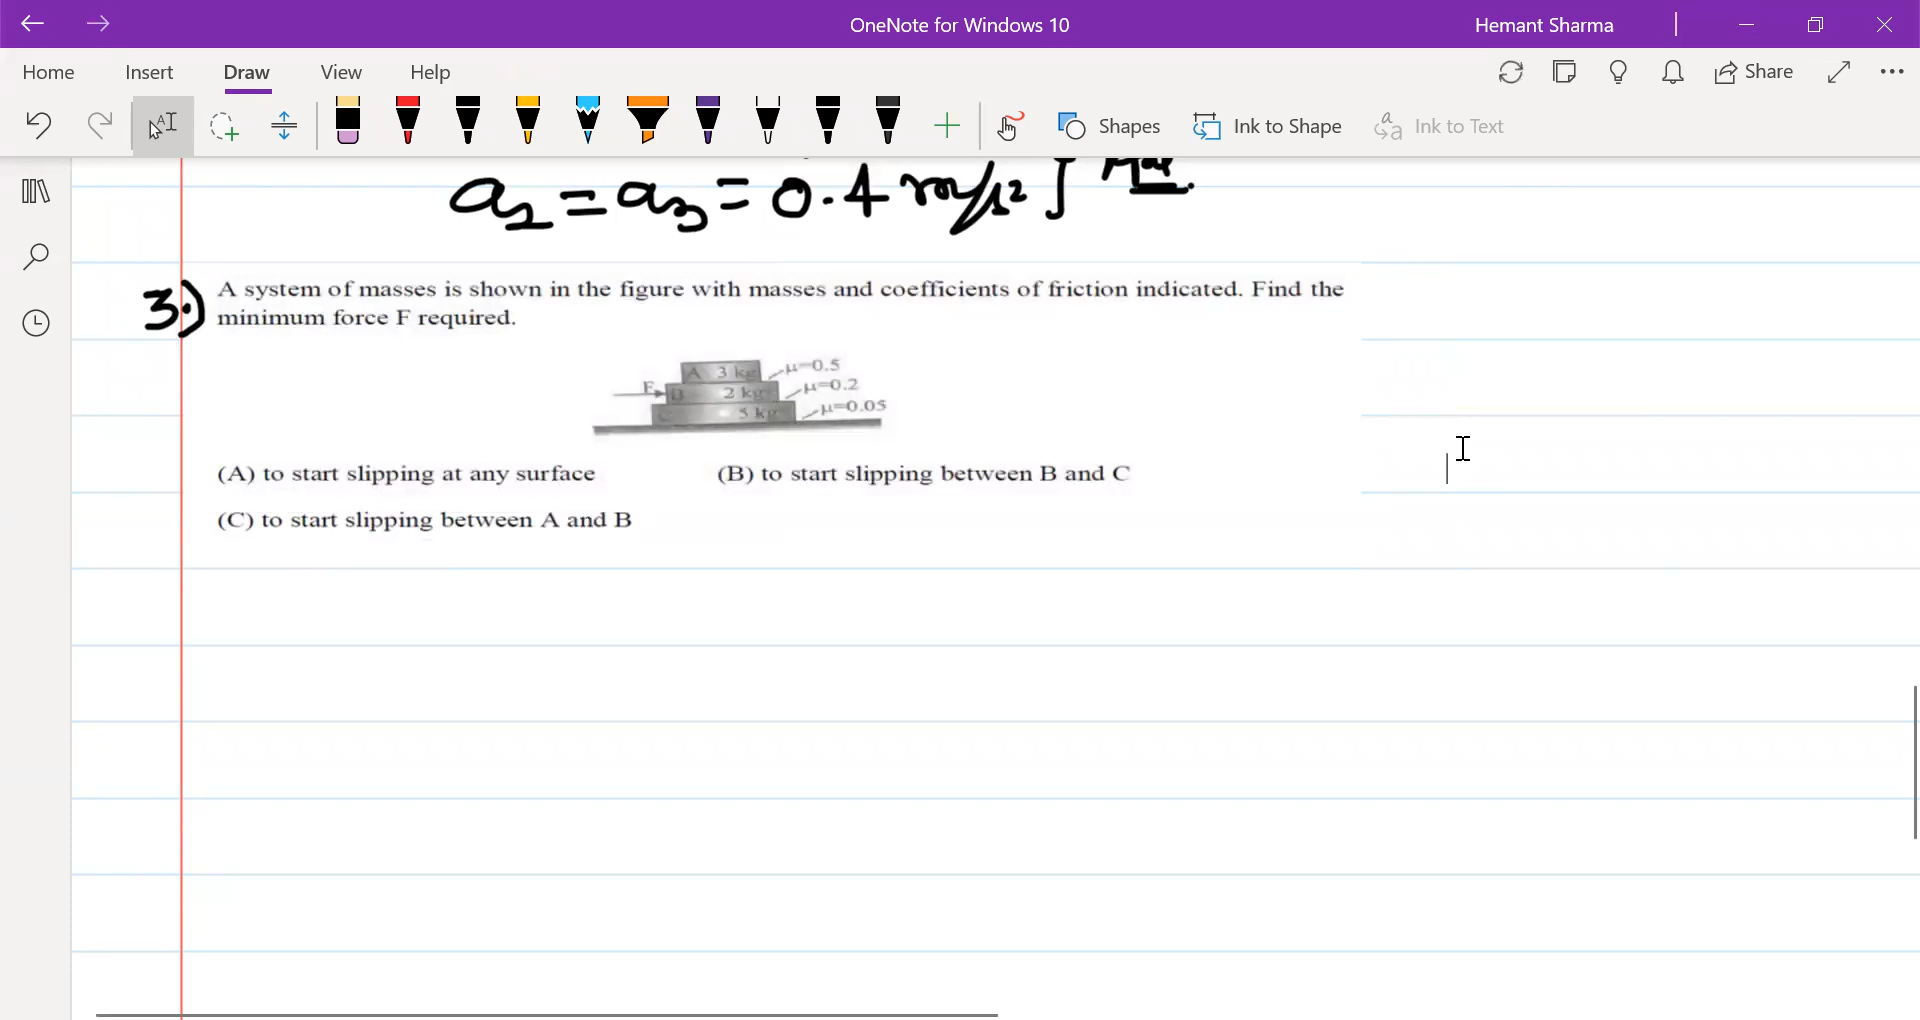 OneNote for Windows 10
Hemant Sharma
Home Insert Draw View Help
Share
Shapes
Ink to Shape
Ink to Text
a₂ = a₃ = 0.4 m/s²
3.) A system of masses is shown in the figure with masses and coefficients of friction indicated. Find the
minimum force F required.
A 3 kg μ=0.5
F B 2 kg μ=0.2
5 kg μ=0.05
(A) to start slipping at any surface (B) to start slipping between B and C
(C) to start slipping between A and B